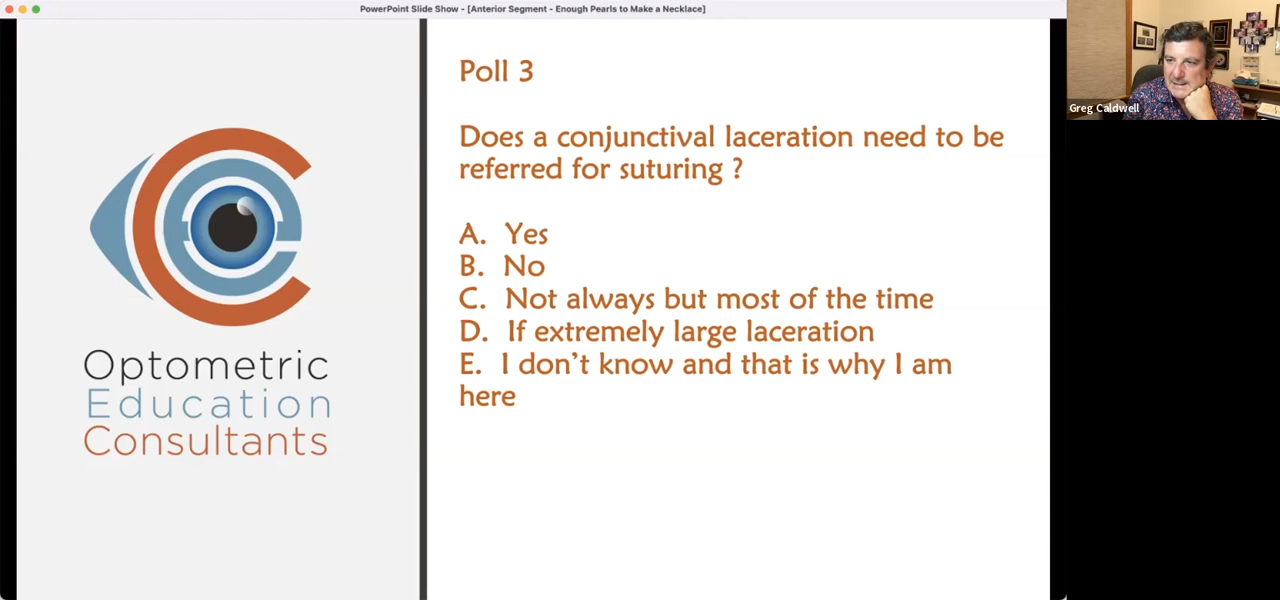 PowerPoint Slide Show - [Anterior Segment - Enough Pearls to Make a Necklace]
Poll 3
Does a conjunctival laceration need to be
referred for suturing ?
A. Yes
B. No
C. Not always but most of the time
D. If extremely large laceration
E. I don't know and that is why I am
here
Optometric
Education
Consultants
Greg Caldwell